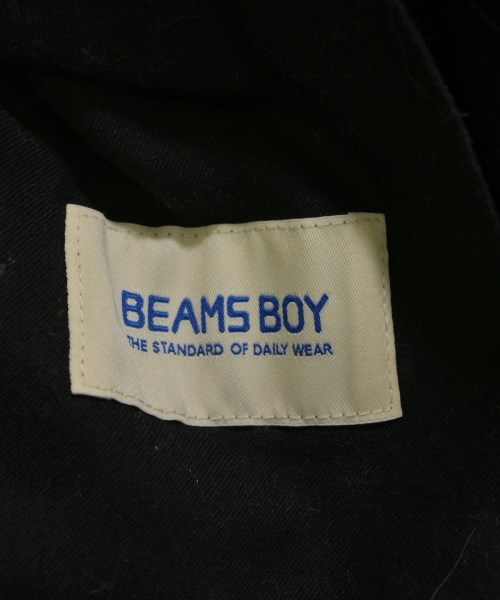 BEAMS BOY
THE STANDARD OF DAILY WEAR